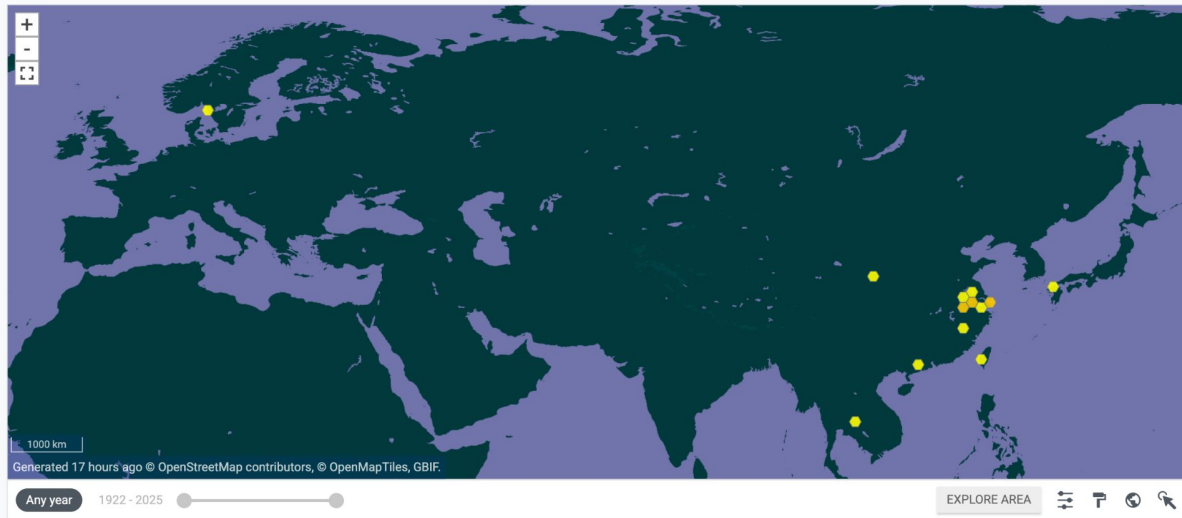 +
-
1000 km
Generated 17 hours ago © OpenStreetMap contributors, © OpenMapTiles, GBIF.
Any year 1922 - 2025 EXPLORE AREA